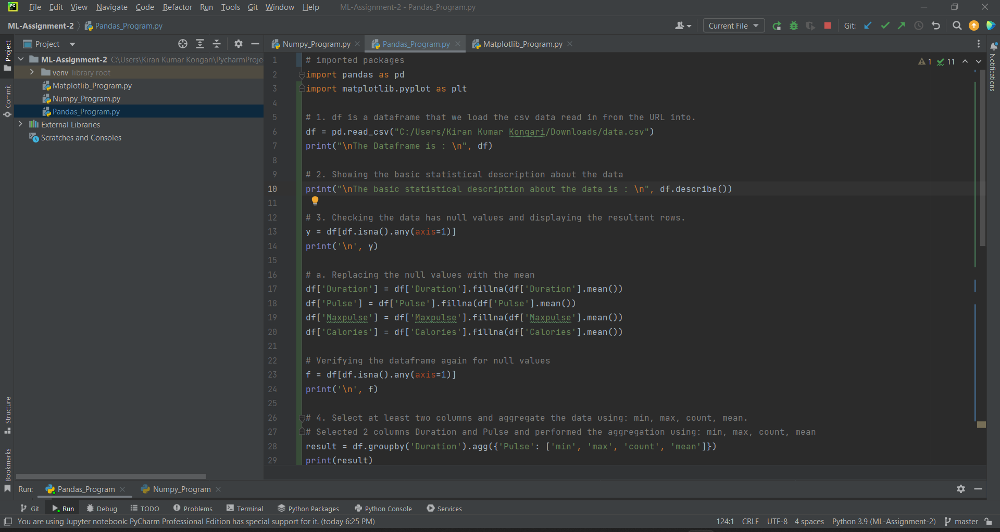 PC File Edit View Navigate Code Refactor Run Tools Git Window Help ML-Assignment-2 - Pandas_Program.py
ML-Assignment-2 Pandas_Program.py Current File Git:
Project
Numpy_Program.py Pandas_Program.py Matplotlib_Program.py
Project
Commit
Structure
Bookmarks
Notifications
ML-Assignment-2 C:\Users\Kiran Kumar Kongari\PycharmProje
venv library root
Matplotlib_Program.py
Numpy_Program.py
Pandas_Program.py
External Libraries
Scratches and Consoles
1 11
1 # imported packages
2 import pandas as pd
3 import matplotlib.pyplot as plt
4
5 # 1. df is a dataframe that we load the csv data read in from the URL into.
6 df = pd.read_csv("C:/Users/Kiran Kumar Kongari/Downloads/data.csv")
7 print("\nThe Dataframe is : \n", df)
8
9 # 2. Showing the basic statistical description about the data
10 print("\nThe basic statistical description about the data is : \n", df.describe())
11
12 # 3. Checking the data has null values and displaying the resultant rows.
13 y = df[df.isna().any(axis=1)]
14 print('\n', y)
15
16 # a. Replacing the null values with the mean
17 df['Duration'] = df['Duration'].fillna(df['Duration'].mean())
18 df['Pulse'] = df['Pulse'].fillna(df['Pulse'].mean())
19 df['Maxpulse'] = df['Maxpulse'].fillna(df['Maxpulse'].mean())
20 df['Calories'] = df['Calories'].fillna(df['Calories'].mean())
21
22 # Verifying the dataframe again for null values
23 f = df[df.isna().any(axis=1)]
24 print('\n', f)
25
26 # 4. Select at least two columns and aggregate the data using: min, max, count, mean.
27 # Selected 2 columns Duration and Pulse and performed the aggregation using: min, max, count, mean
28 result = df.groupby('Duration').agg({'Pulse': ['min', 'max', 'count', 'mean']})
29 print(result)
Run: Pandas_Program Numpy_Program
Git Run Debug TODO Problems Terminal Python Packages Python Console Services
You are using Jupyter notebook: PyCharm Professional Edition has special support for it. (today 6:25 PM) 124:1 CRLF UTF-8 4 spaces Python 3.9 (ML-Assignment-2) master